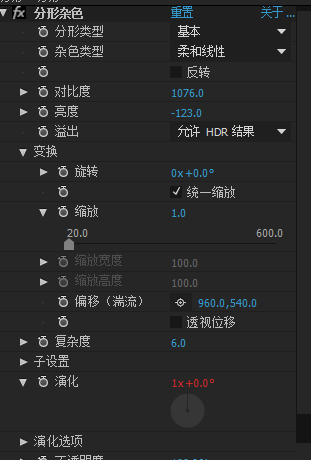 fx 分形杂色 重置 关于 ...
分形类型 基本
杂色类型 柔和线性
反转
对比度 1076.0
亮度 -123.0
溢出 允许 HDR 结果
变换
旋转 0x+0.0°
统一缩放
缩放 1.0
20.0 600.0
缩放宽度 100.0
缩放高度 100.0
偏移（湍流） 960.0,540.0
透视位移
复杂度 6.0
子设置
演化 1x+0.0°
演化选项